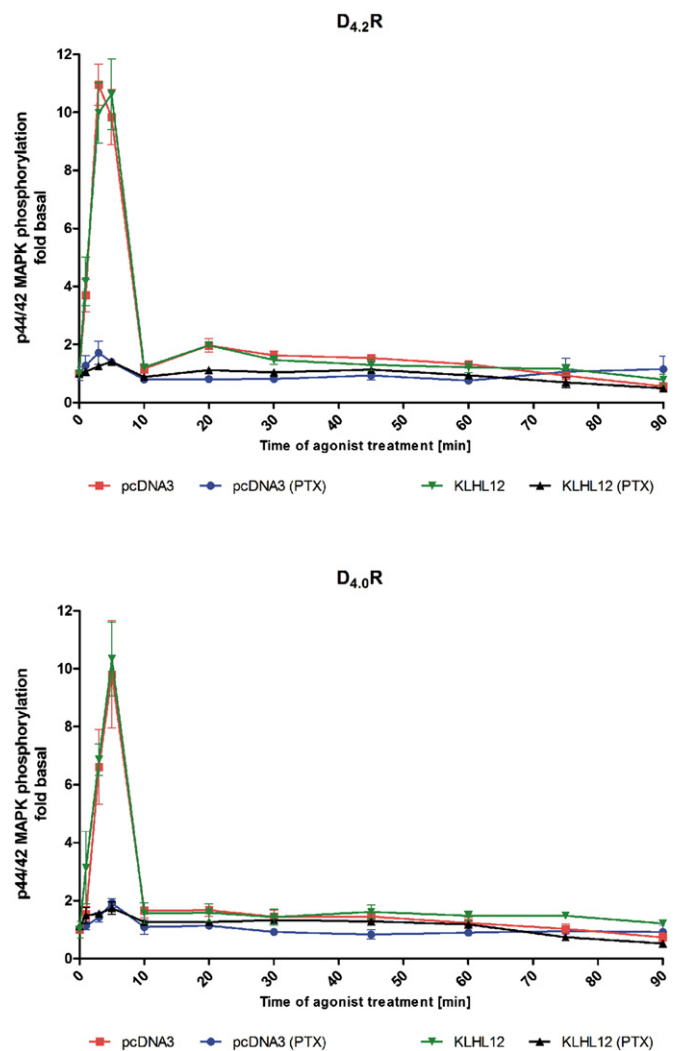 D4.2R
12
10
8
6
4
2
0
p44/42 MAPK phosphorylation
fold basal
0 10 20 30 40 50 60 70 80 90
Time of agonist treatment [min]
pcDNA3 pcDNA3 (PTX) KLHL12 KLHL12 (PTX)
D4.0R
12
10
8
6
4
2
0
p44/42 MAPK phosphorylation
fold basal
0 10 20 30 40 50 60 70 80 90
Time of agonist treatment [min]
pcDNA3 pcDNA3 (PTX) KLHL12 KLHL12 (PTX)